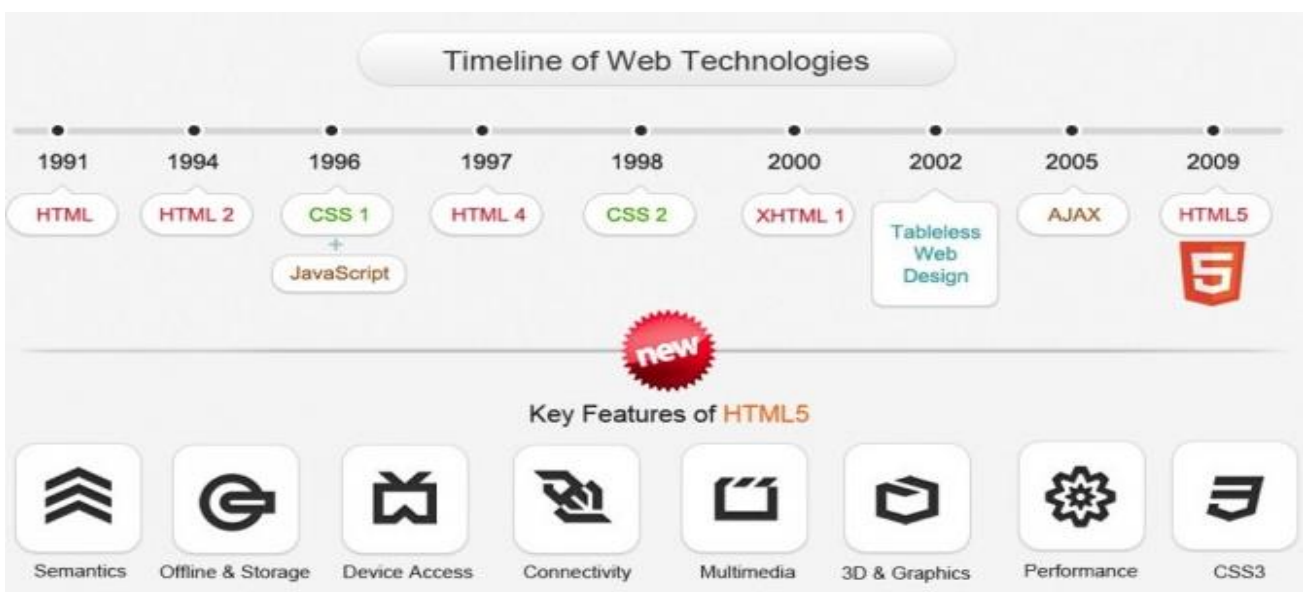 Timeline of Web Technologies
1991 1994 1996 1997 1998 2000 2002 2005 2009
HTML HTML 2 CSS 1 HTML 4 CSS 2 XHTML 1 Tableless AJAX HTML5
+ Web
JavaScript Design
5
new
Key Features of HTML5
Semantics Offline & Storage Device Access Connectivity Multimedia 3D & Graphics Performance CSS3